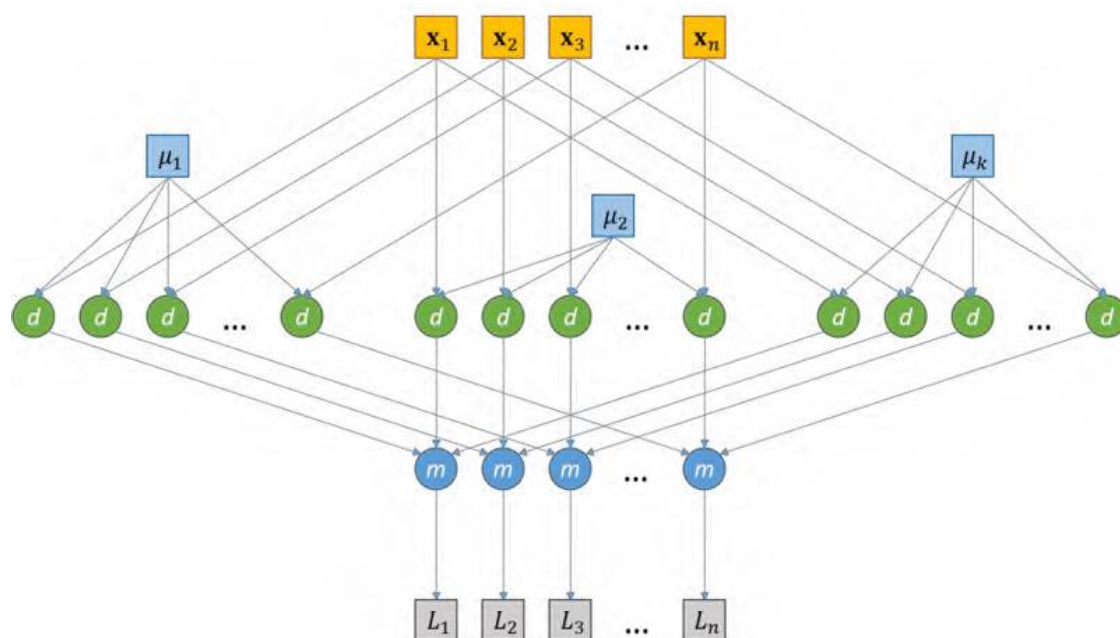 x₁ x₂ x₃ ... xₙ
μ₁ μₖ
μ₂
d d d ... d d d d ... d d d d ... d
m m m ... m
L₁ L₂ L₃ ... Lₙ